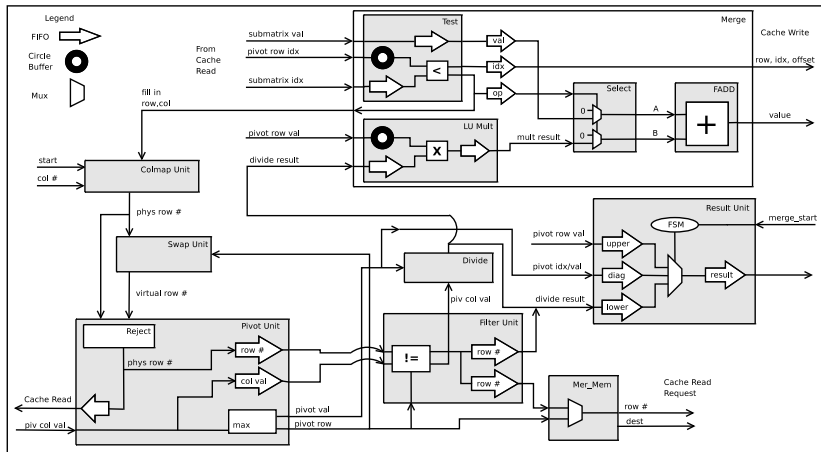 Legend
FIFO
Circle
Buffer
Mux
From
Cache
Read
submatrix val
pivot row idx
submatrix idx
fill in
row,col
Test
<
val
idx
op
Merge
Cache Write
row, idx, offset
Select
0
0
A
B
FADD
+
value
pivot row val
divide result
LU Mult
X
mult result
start
col #
Colmap Unit
phys row #
Swap Unit
virtual row #
Divide
piv col val
Result Unit
FSM
merge_start
pivot row val
upper
pivot idx/val
diag
result
divide result
lower
Reject
Pivot Unit
phys row #
row #
col val
Cache Read
piv col val
max
pivot val
pivot row
Filter Unit
!=
row #
row #
Mer_Mem
Cache Read
Request
row #
dest